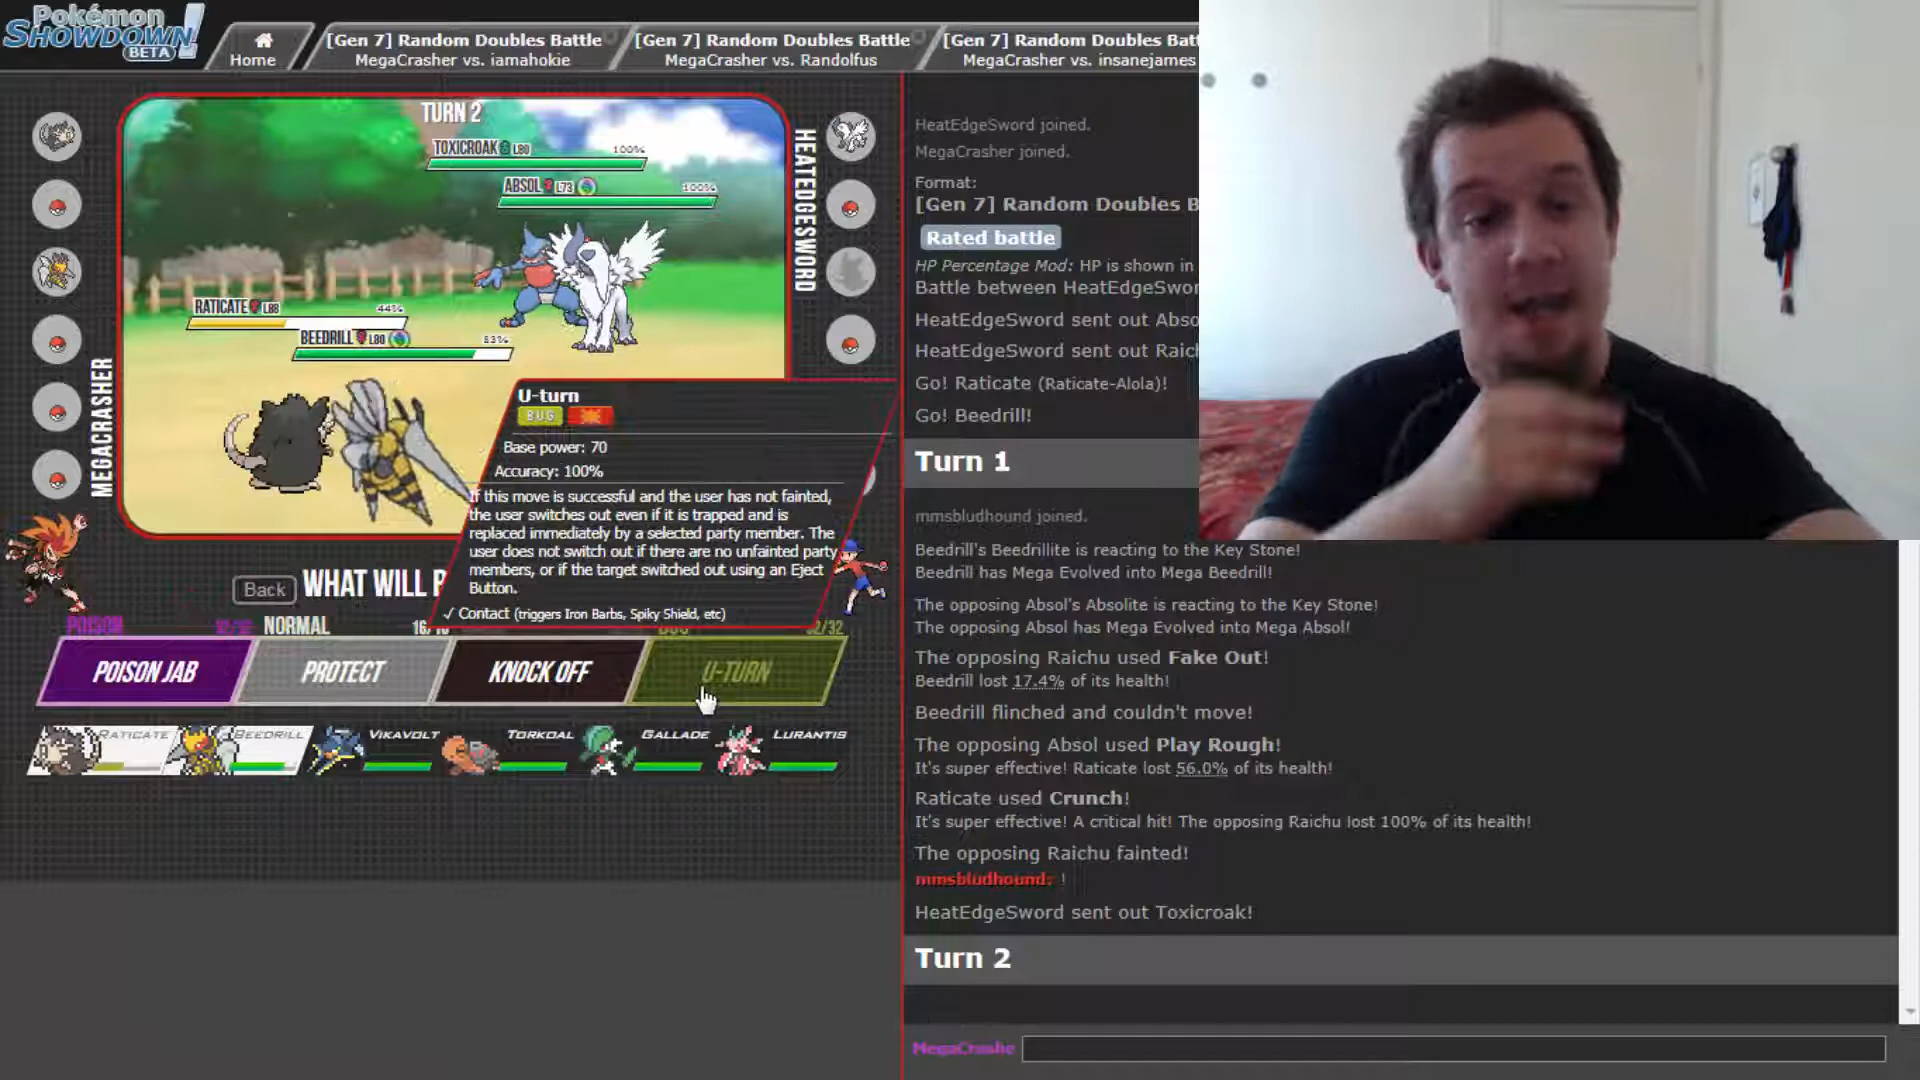 Pokémon
SHOWDOWN!
BETA
Home
[Gen 7] Random Doubles Battle
MegaCrasher vs. iamahokie
[Gen 7] Random Doubles Battle
MegaCrasher vs. Randolfus
[Gen 7] Random Doubles Batt
MegaCrasher vs. insanejames
TURN 2
TOXICROAK L80
100%
ABSOL L73
100%
HEATEDGESWORD
RATICATE L88
44%
BEEDRILL L80
83%
MEGACRASHER
U-turn
BUG
Base power: 70
Accuracy: 100%
If this move is successful and the user has not fainted,
the user switches out even if it is trapped and is
replaced immediately by a selected party member. The
user does not switch out if there are no unfainted party
members, or if the target switched out using an Eject
Button.
✓ Contact (triggers Iron Barbs, Spiky Shield, etc)
Back
WHAT WILL
POISON
NORMAL
POISON JAB
PROTECT
KNOCK OFF
U-TURN
RATICATE
BEEDRILL
VIKAVOLT
TORKOAL
GALLADE
LURANTIS
HeatEdgeSword joined.
MegaCrasher joined.
Format:
[Gen 7] Random Doubles B
Rated battle
HP Percentage Mod: HP is shown in
Battle between HeatEdgeSwor
HeatEdgeSword sent out Abso
HeatEdgeSword sent out Raich
Go! Raticate (Raticate-Alola)!
Go! Beedrill!
Turn 1
mmsbludhound joined.
Beedrill's Beedrillite is reacting to the Key Stone!
Beedrill has Mega Evolved into Mega Beedrill!
The opposing Absol's Absolite is reacting to the Key Stone!
The opposing Absol has Mega Evolved into Mega Absol!
The opposing Raichu used Fake Out!
Beedrill lost 17.4% of its health!
Beedrill flinched and couldn't move!
The opposing Absol used Play Rough!
It's super effective! Raticate lost 56.0% of its health!
Raticate used Crunch!
It's super effective! A critical hit! The opposing Raichu lost 100% of its health!
The opposing Raichu fainted!
mmsbludhound: !
HeatEdgeSword sent out Toxicroak!
Turn 2
MegaCrashe